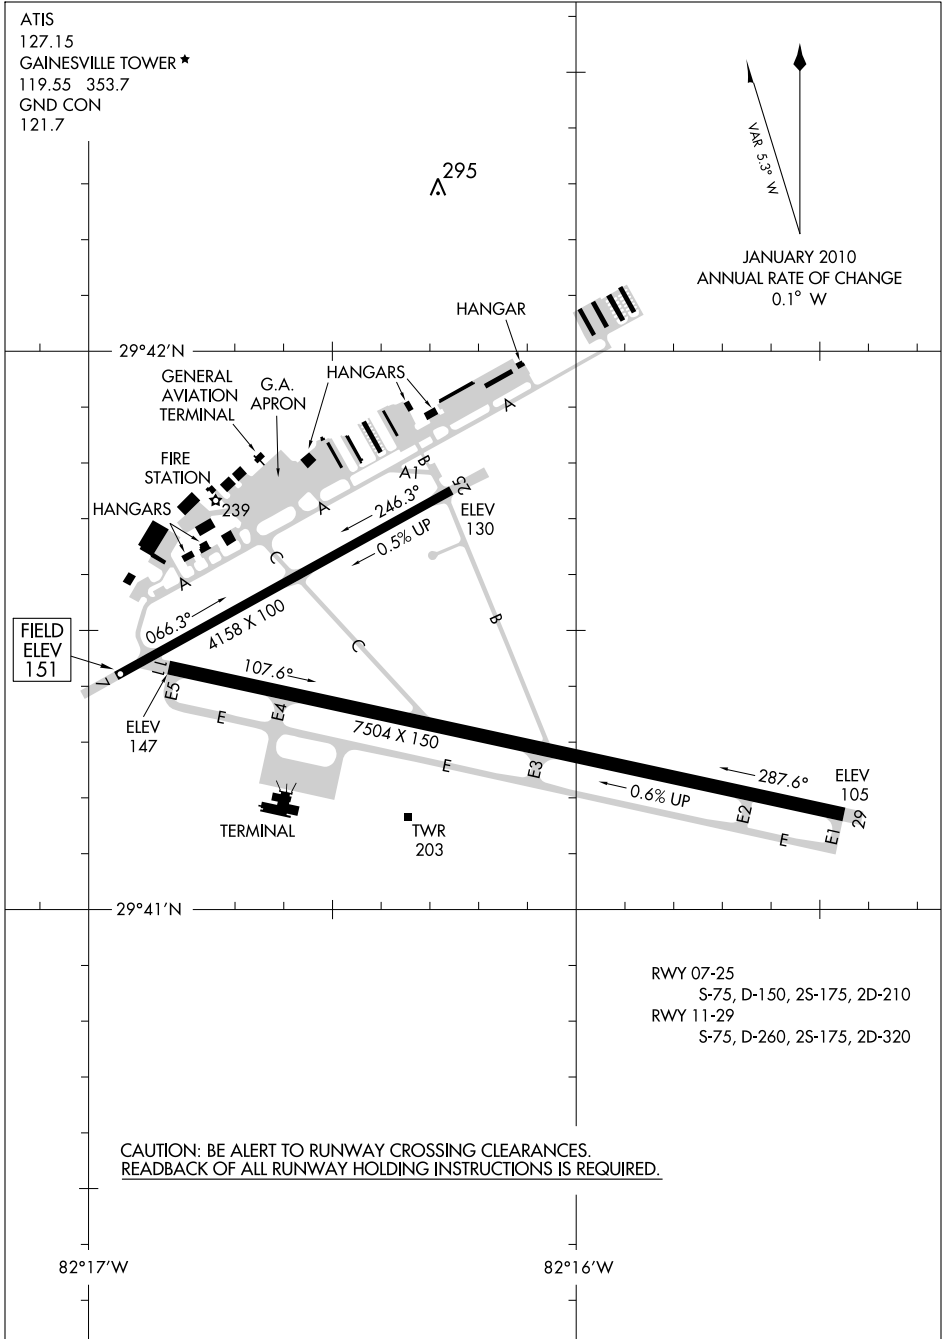 ATIS
127.15
GAINESVILLE TOWER
119.55 353.7
GND CON
121.7
295
VAR 5.3° W
JANUARY 2010
ANNUAL RATE OF CHANGE
0.1° W
HANGAR
29°42'N
GENERAL
AVIATION
TERMINAL
G.A.
APRON
HANGARS
A
FIRE
STATION
A1
B
25
239
HANGARS
A
246.3°
ELEV
130
0.5% UP
C
A
066.3°
4158 X 100
B
C
FIELD
ELEV
151
11
107.6°
7
E5
E4
ELEV
147
E
7504 X 150
E
E3
287.6°
ELEV
105
0.6% UP
E2
29
E1
E
TERMINAL
TWR
203
29°41'N
RWY 07-25
S-75, D-150, 2S-175, 2D-210
RWY 11-29
S-75, D-260, 2S-175, 2D-320
CAUTION: BE ALERT TO RUNWAY CROSSING CLEARANCES.
READBACK OF ALL RUNWAY HOLDING INSTRUCTIONS IS REQUIRED.
82°17'W
82°16'W